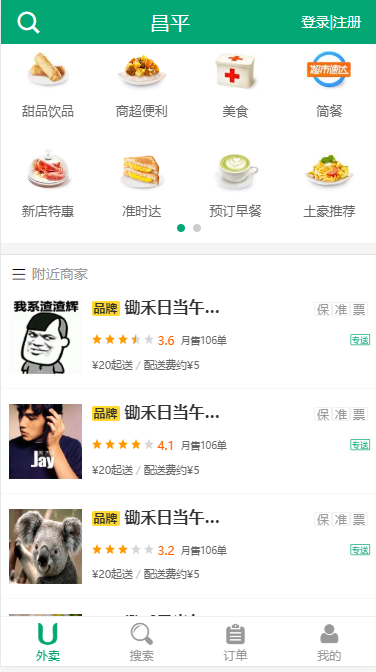 昌平
登录|注册
超市速达
甜品饮品 商超便利 美食 简餐
新店特惠 准时达 预订早餐 土豪推荐
附近商家
我系渣渣辉
品牌 锄禾日当午... 保 准 票
3.6 月售106单 专送
¥20起送 / 配送费约¥5
Jay
品牌 锄禾日当午... 保 准 票
4.1 月售106单 专送
¥20起送 / 配送费约¥5
品牌 锄禾日当午... 保 准 票
3.2 月售106单 专送
¥20起送 / 配送费约¥5
外卖 搜索 订单 我的